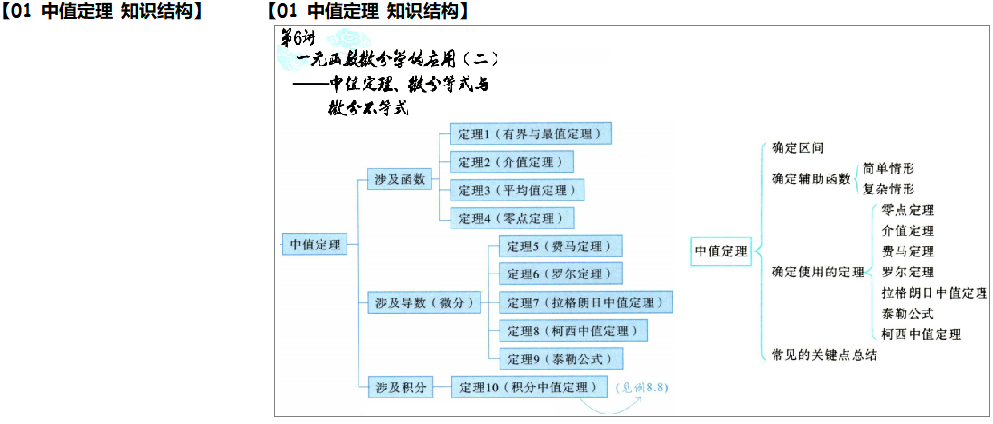 【01 中值定理 知识结构】
【01 中值定理 知识结构】
第6讲
一元函数微分学的应用(二)
——中值定理、微分等式与
微分不等式
中值定理
涉及函数
定理1(有界与最值定理)
定理2(介值定理)
定理3(平均值定理)
定理4(零点定理)
涉及导数(微分)
定理5(费马定理)
定理6(罗尔定理)
定理7(拉格朗日中值定理)
定理8(柯西中值定理)
定理9(泰勒公式)
涉及积分
定理10(积分中值定理)
(见例8.8)
中值定理
确定区间
确定辅助函数
简单情形
复杂情形
确定使用的定理
零点定理
介值定理
费马定理
罗尔定理
拉格朗日中值定理
泰勒公式
柯西中值定理
常见的关键点总结